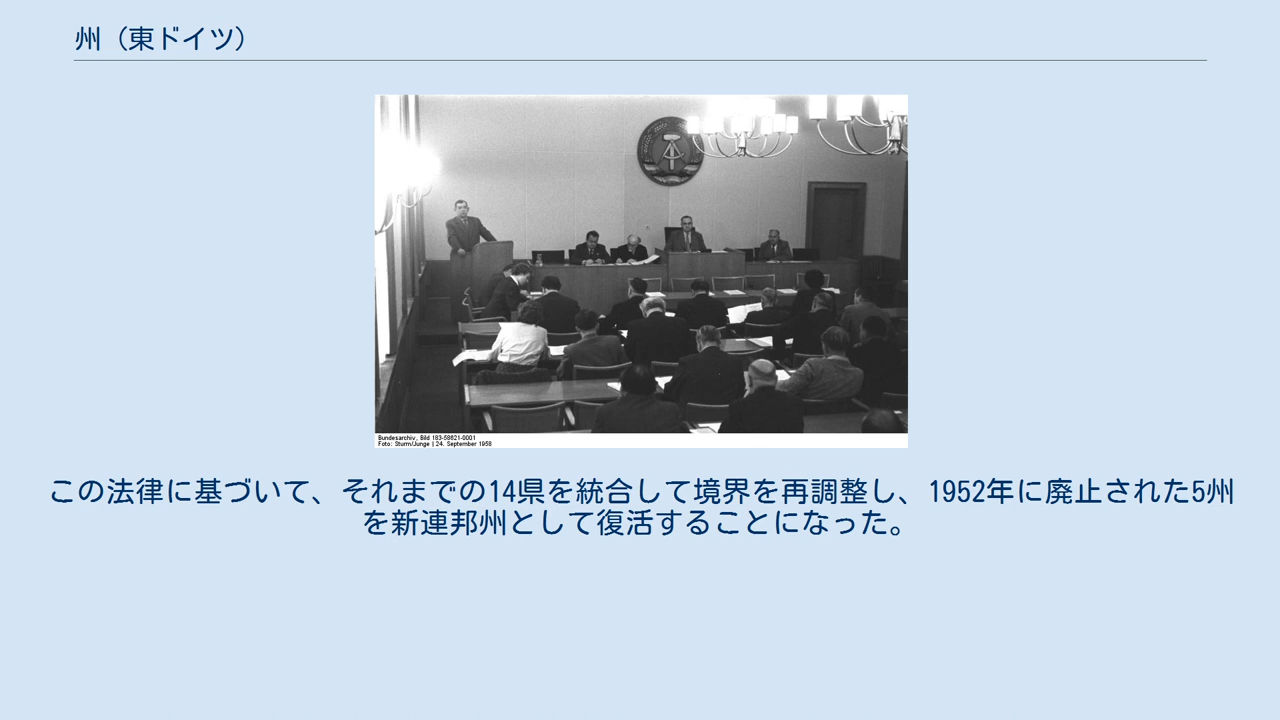 州（東ドイツ）
Bundesarchiv, Bild 183-58621-0001
Foto: Sturm/Junge | 24. September 1958
この法律に基づいて、それまでの14県を統合して境界を再調整し、1952年に廃止された5州
を新連邦州として復活することになった。